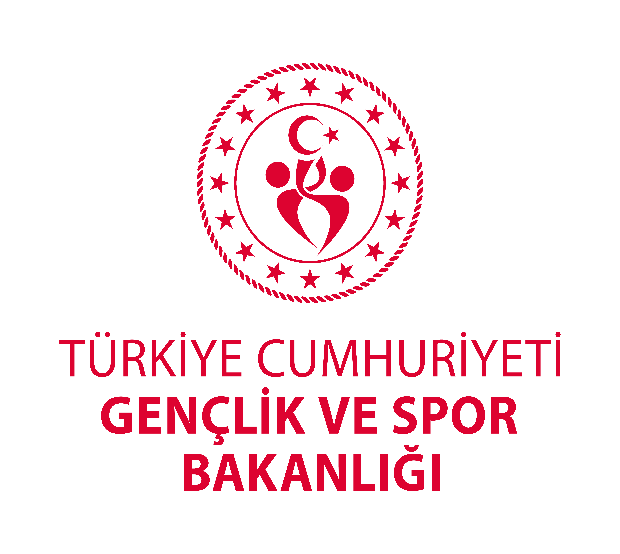 TÜRKİYE CUMHURİYETİ
GENÇLİK VE SPOR
BAKANLIĞI